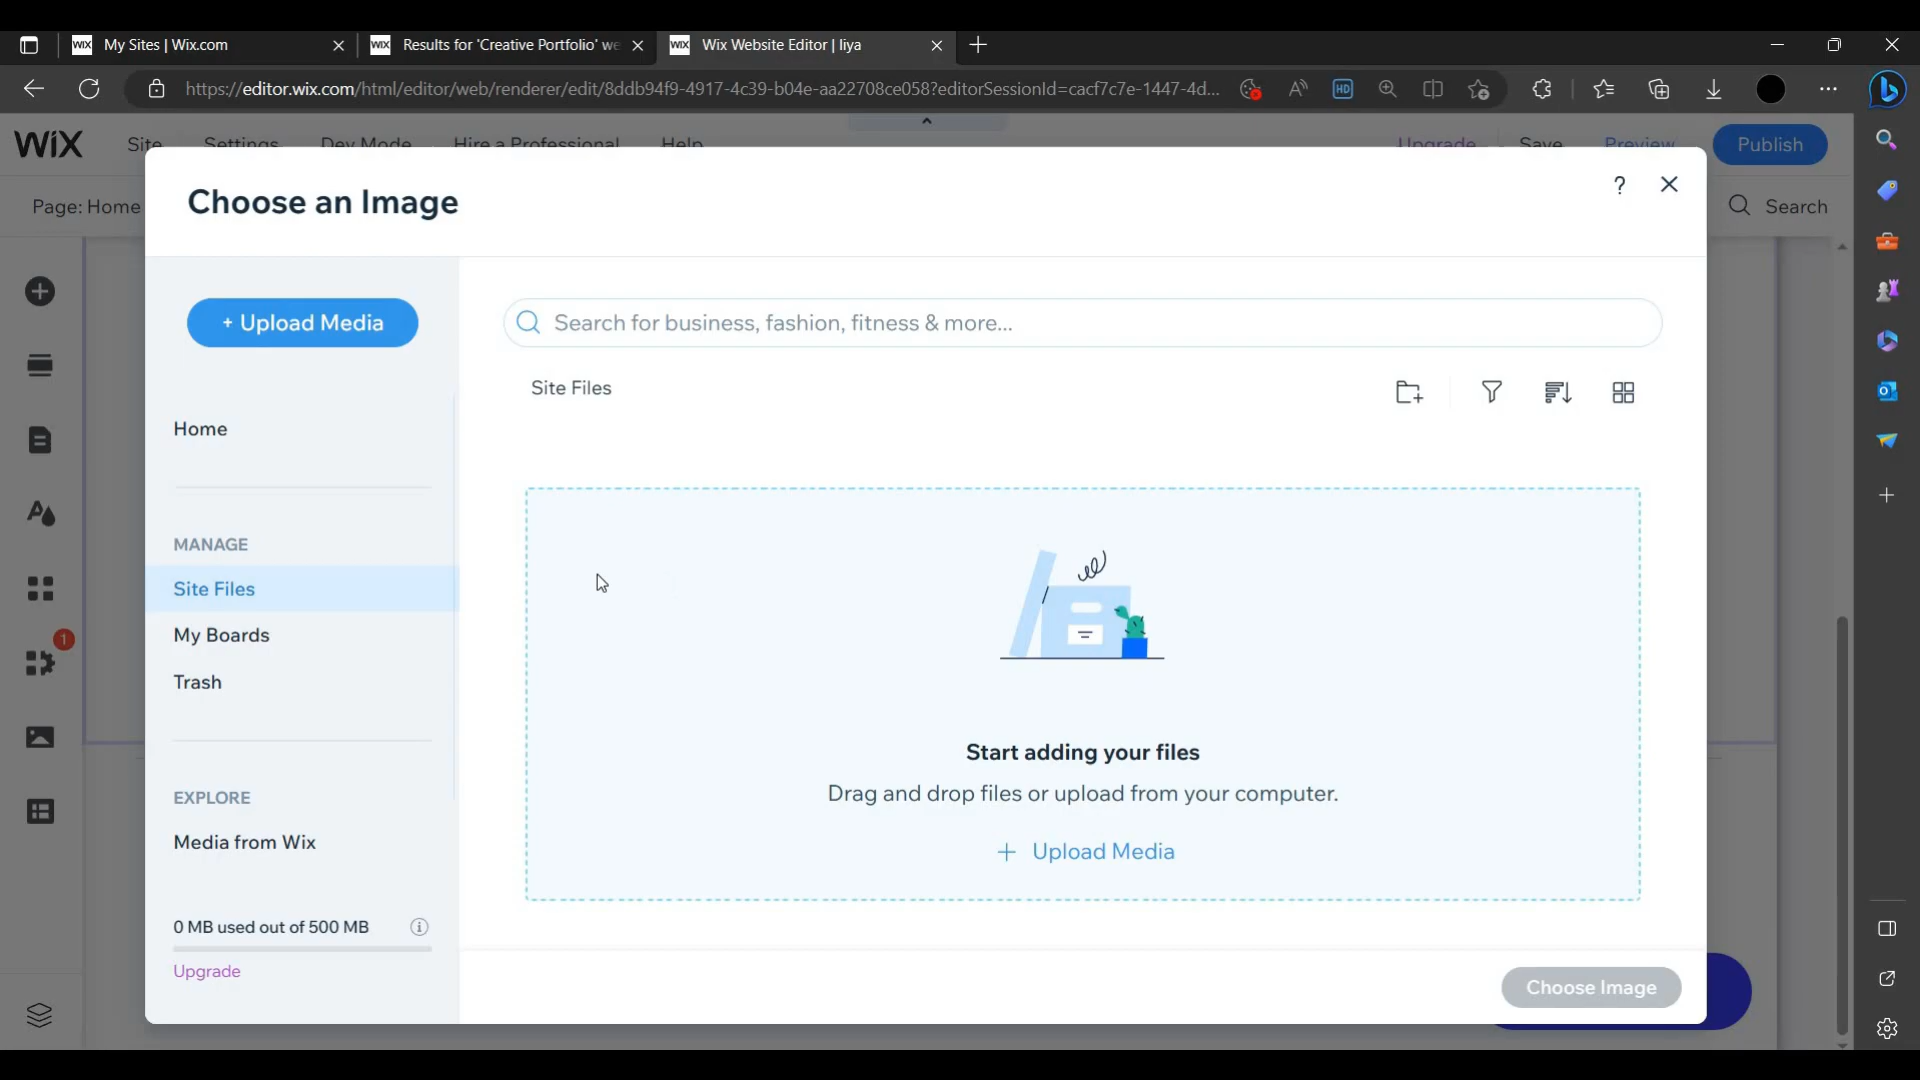 My Sites | Wix.com
Results for 'Creative Portfolio' we
Wix Website Editor | liya
https://editor.wix.com/html/editor/web/renderer/edit/8ddb94f9-4917-4c39-b04e-aa22708ce058?editorSessionId=cacf7c7e-1447-4d...
HD
WiX
Site
Settings
Dev Mode
Hire a Professional
Help
Upgrade
Save
Preview
Publish
Page: Home
Search
Choose an Image
?
+ Upload Media
Search for business, fashion, fitness & more...
Site Files
Home
MANAGE
Site Files
My Boards
Trash
1
Start adding your files
Drag and drop files or upload from your computer.
+ Upload Media
EXPLORE
Media from Wix
0 MB used out of 500 MB
Upgrade
Choose Image